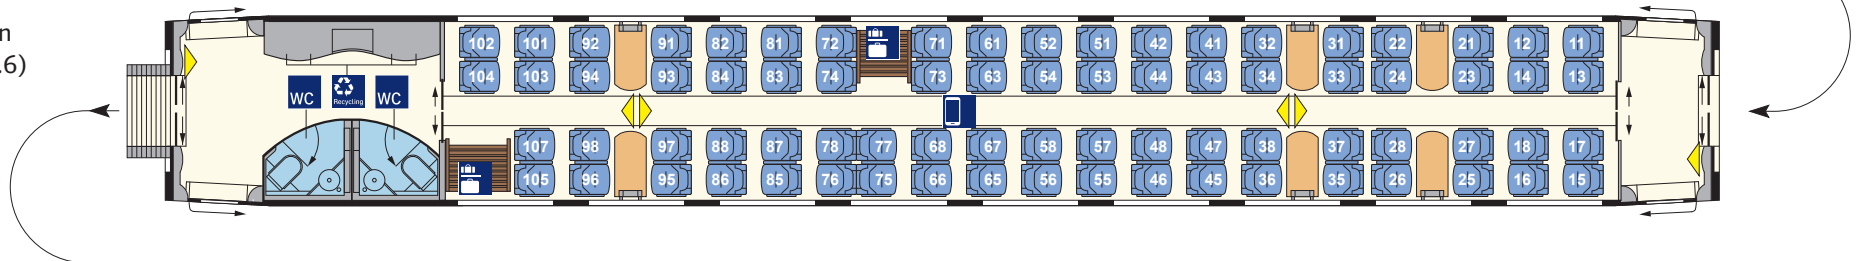 n
.6)
102 101 92 91 82 81 72 71 61 52 51 42 41 32 31 22 21 12 11
104 103 94 93 84 83 74 73 63 54 53 44 43 34 33 24 23 14 13
WC Recycling WC
107 98 97 88 87 78 77 68 67 58 57 48 47 38 37 28 27 18 17
105 96 95 86 85 76 75 66 65 56 55 46 45 36 35 26 25 16 15